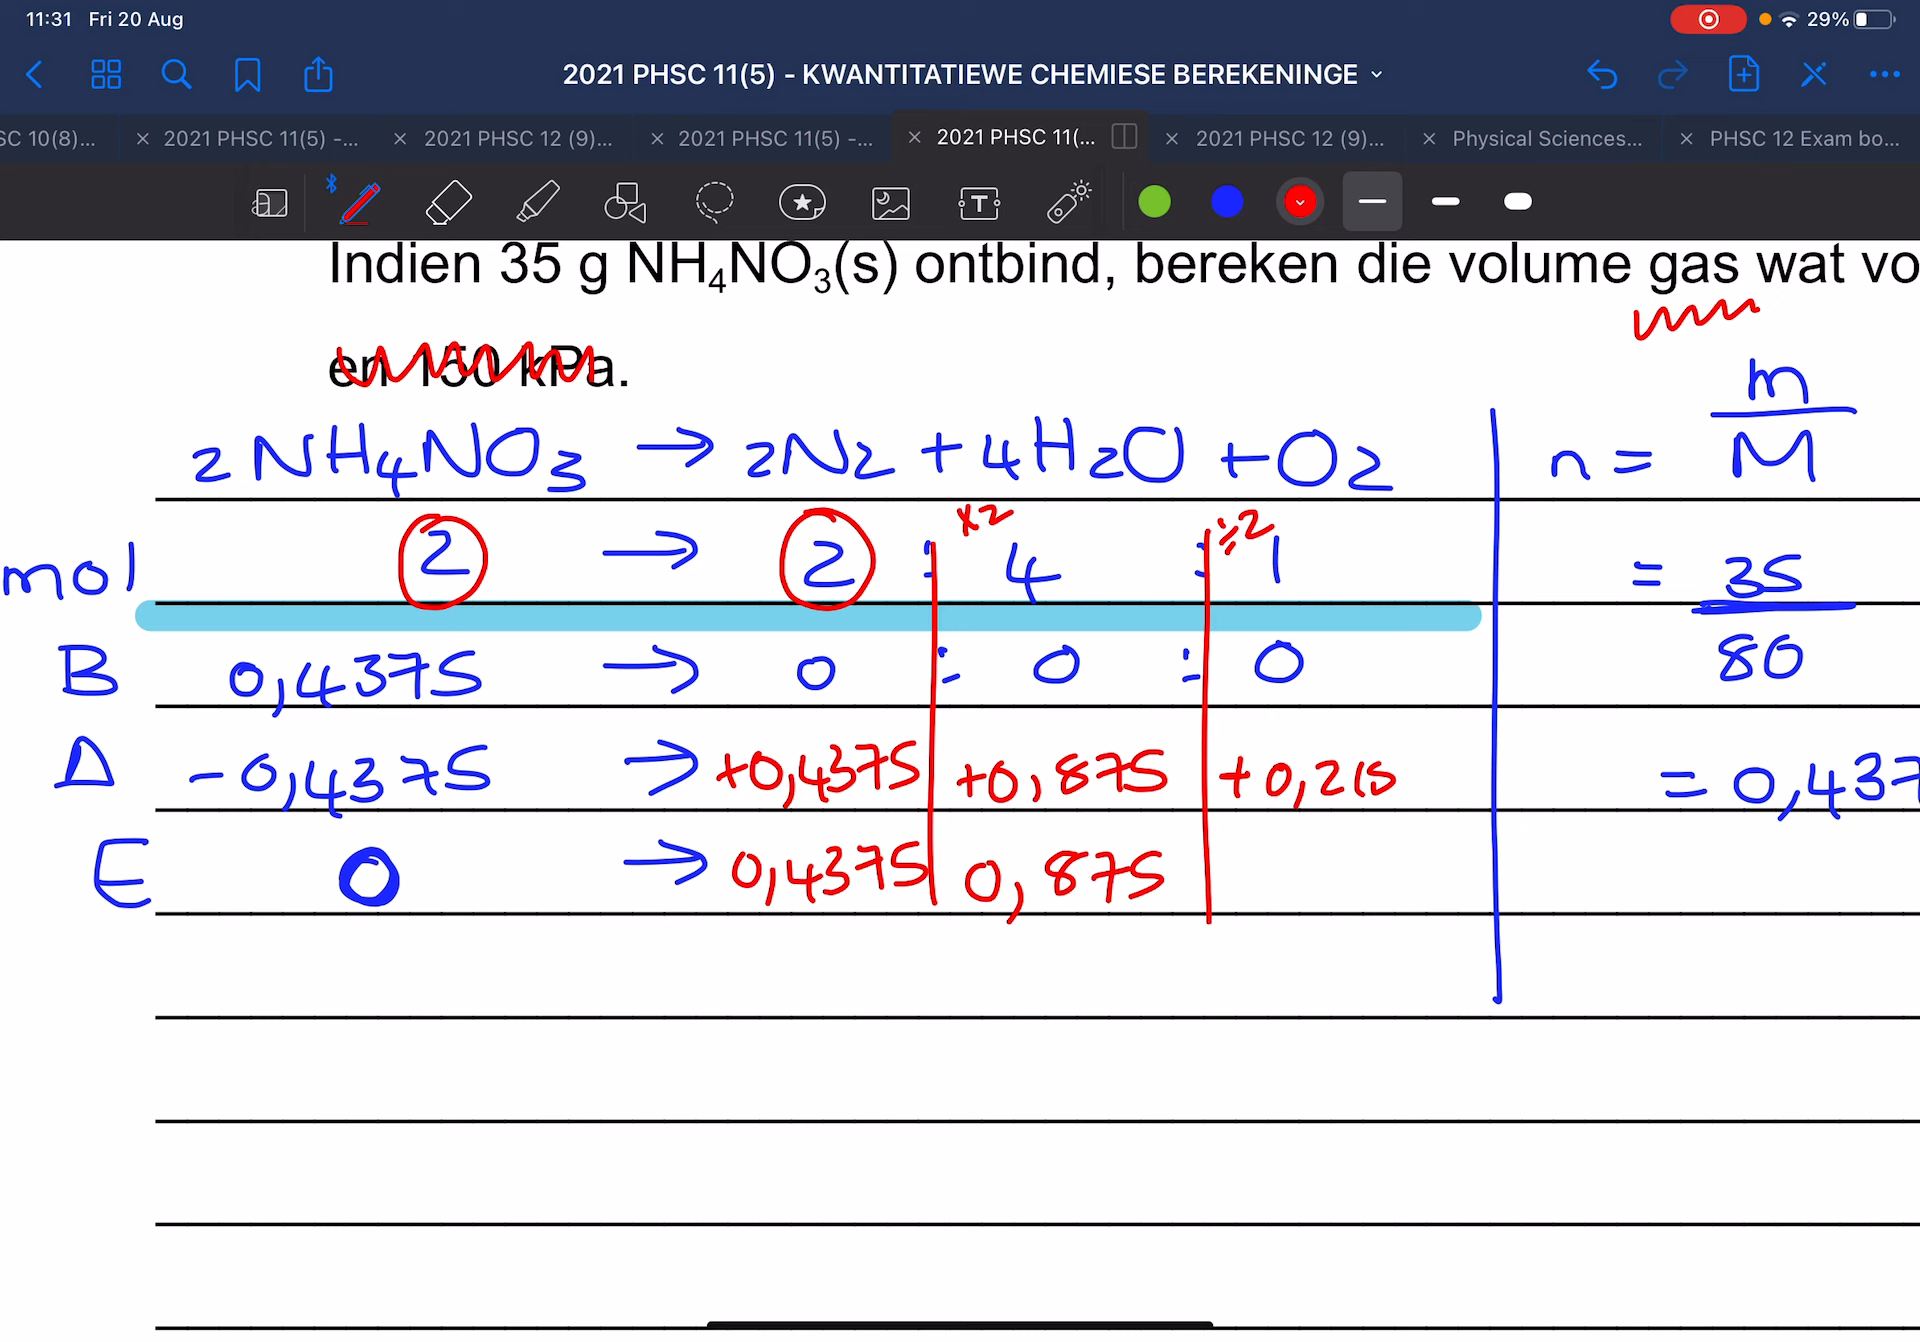 11:31 Fri 20 Aug 29%
2021 PHSC 11(5) - KWANTITATIEWE CHEMIESE BEREKENINGE
SC 10(8)... × 2021 PHSC 11(5) -... × 2021 PHSC 12 (9)... × 2021 PHSC 11(5) -... × 2021 PHSC 11(... × 2021 PHSC 12 (9)... × Physical Sciences... × PHSC 12 Exam bo...
Indien 35 g NH₄NO₃(s) ontbind, bereken die volume gas wat vo
en 150 kPa.
2NH₄NO₃ → 2N₂ + 4H₂O + O₂
×2 ÷2
mol 2 → 2 : 4 : 1
B 0,4375 → 0 : 0 : 0
Δ -0,4375 → +0,4375 +0,875 +0,215
E 0 → 0,4375 0,875
n = m/M
= 35/80
= 0,437